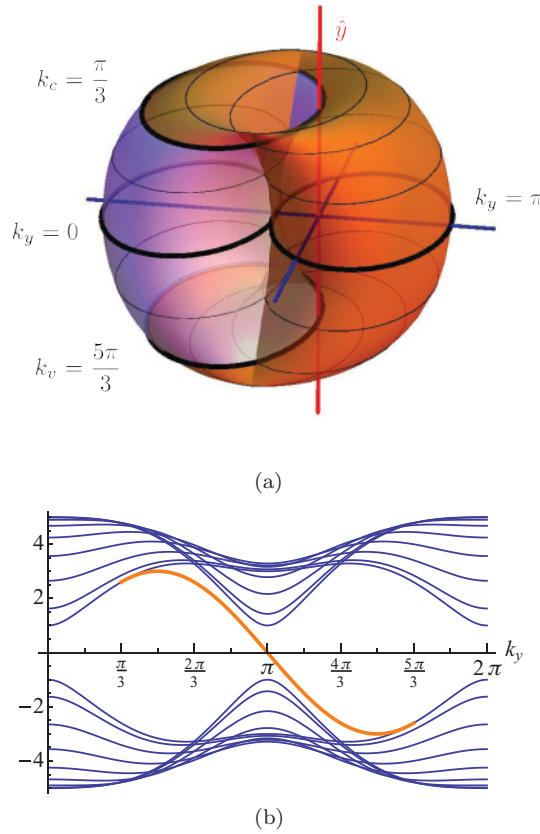 ŷ
k_c = π/3
k_y = π
k_y = 0
k_v = 5π/3
(a)
4
2
k_y
π/3 2π/3 π 4π/3 5π/3 2π
−2
−4
(b)